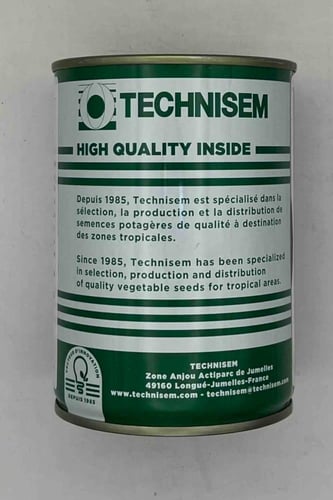 TECHNISEM
HIGH QUALITY INSIDE
Depuis 1985, Technisem est spécialisé dans la
sélection, la production et la distribution de
semences potagères de qualité à destination
des zones tropicales.
Since 1985, Technisem has been specialized
in selection, production and distribution
of quality vegetable seeds for tropical areas.
TECHNISEM
Zone Anjou Actiparc de Jumelles
49160 Longué-Jumelles-France
www.technisem.com - technisem@technisem.com
D'INNOVATION
DEPUIS 1985